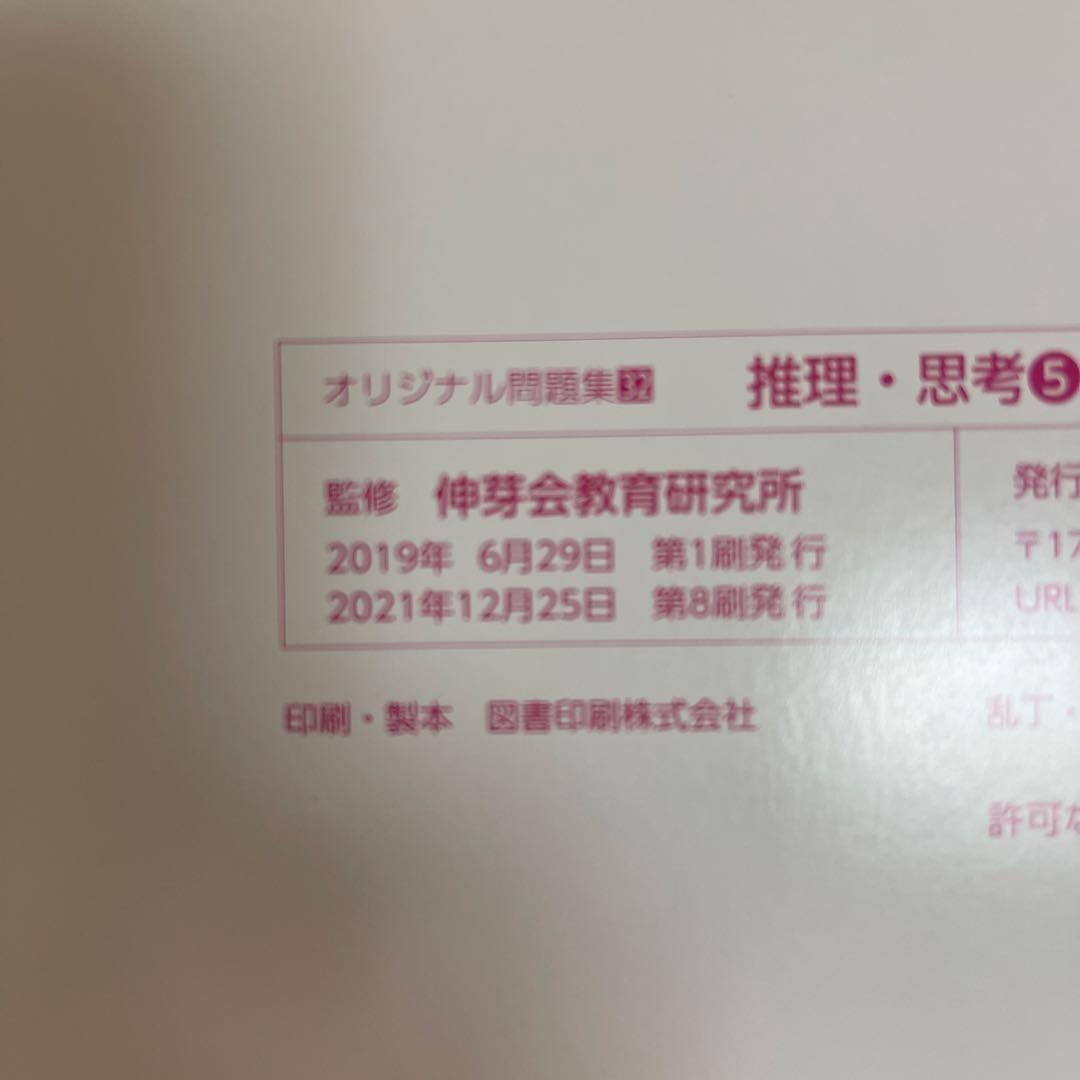 オリジナル問題集 推理・思考❺
監修 伸芽会教育研究所
2019年 6月29日 第1刷発行
2021年12月25日 第8刷発行
発行
〒17
URL
印刷・製本 図書印刷株式会社
乱丁・
許可な